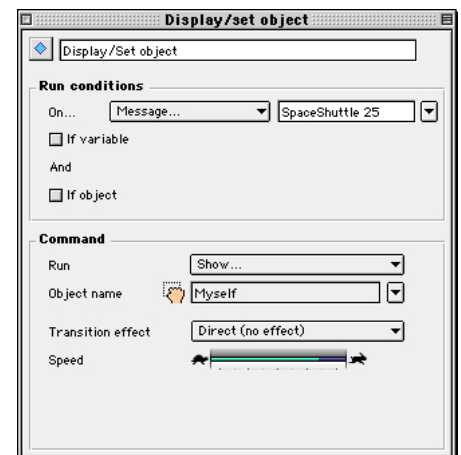 Display/set object
Display/Set object
Run conditions
On... Message... SpaceShuttle 25
If variable
And
If object
Command
Run Show...
Object name Myself
Transition effect Direct (no effect)
Speed